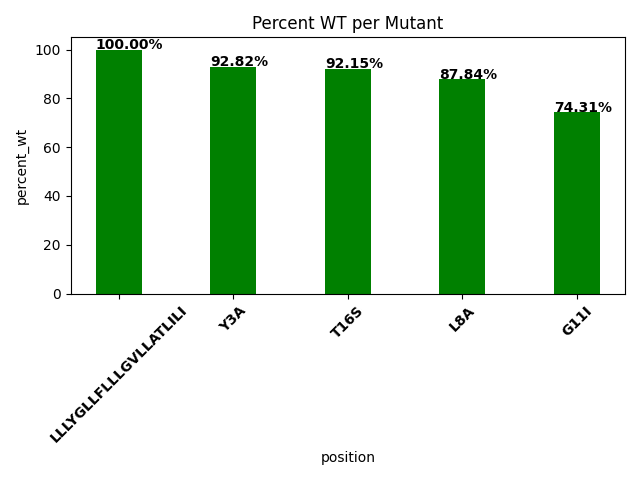 Percent WT per Mutant
percent_wt
100
80
60
40
20
0
100.00%
92.82%
92.15%
87.84%
74.31%
LLLYGLLFLLLGVLLATLILI
Y3A
T16S
L8A
G11I
position